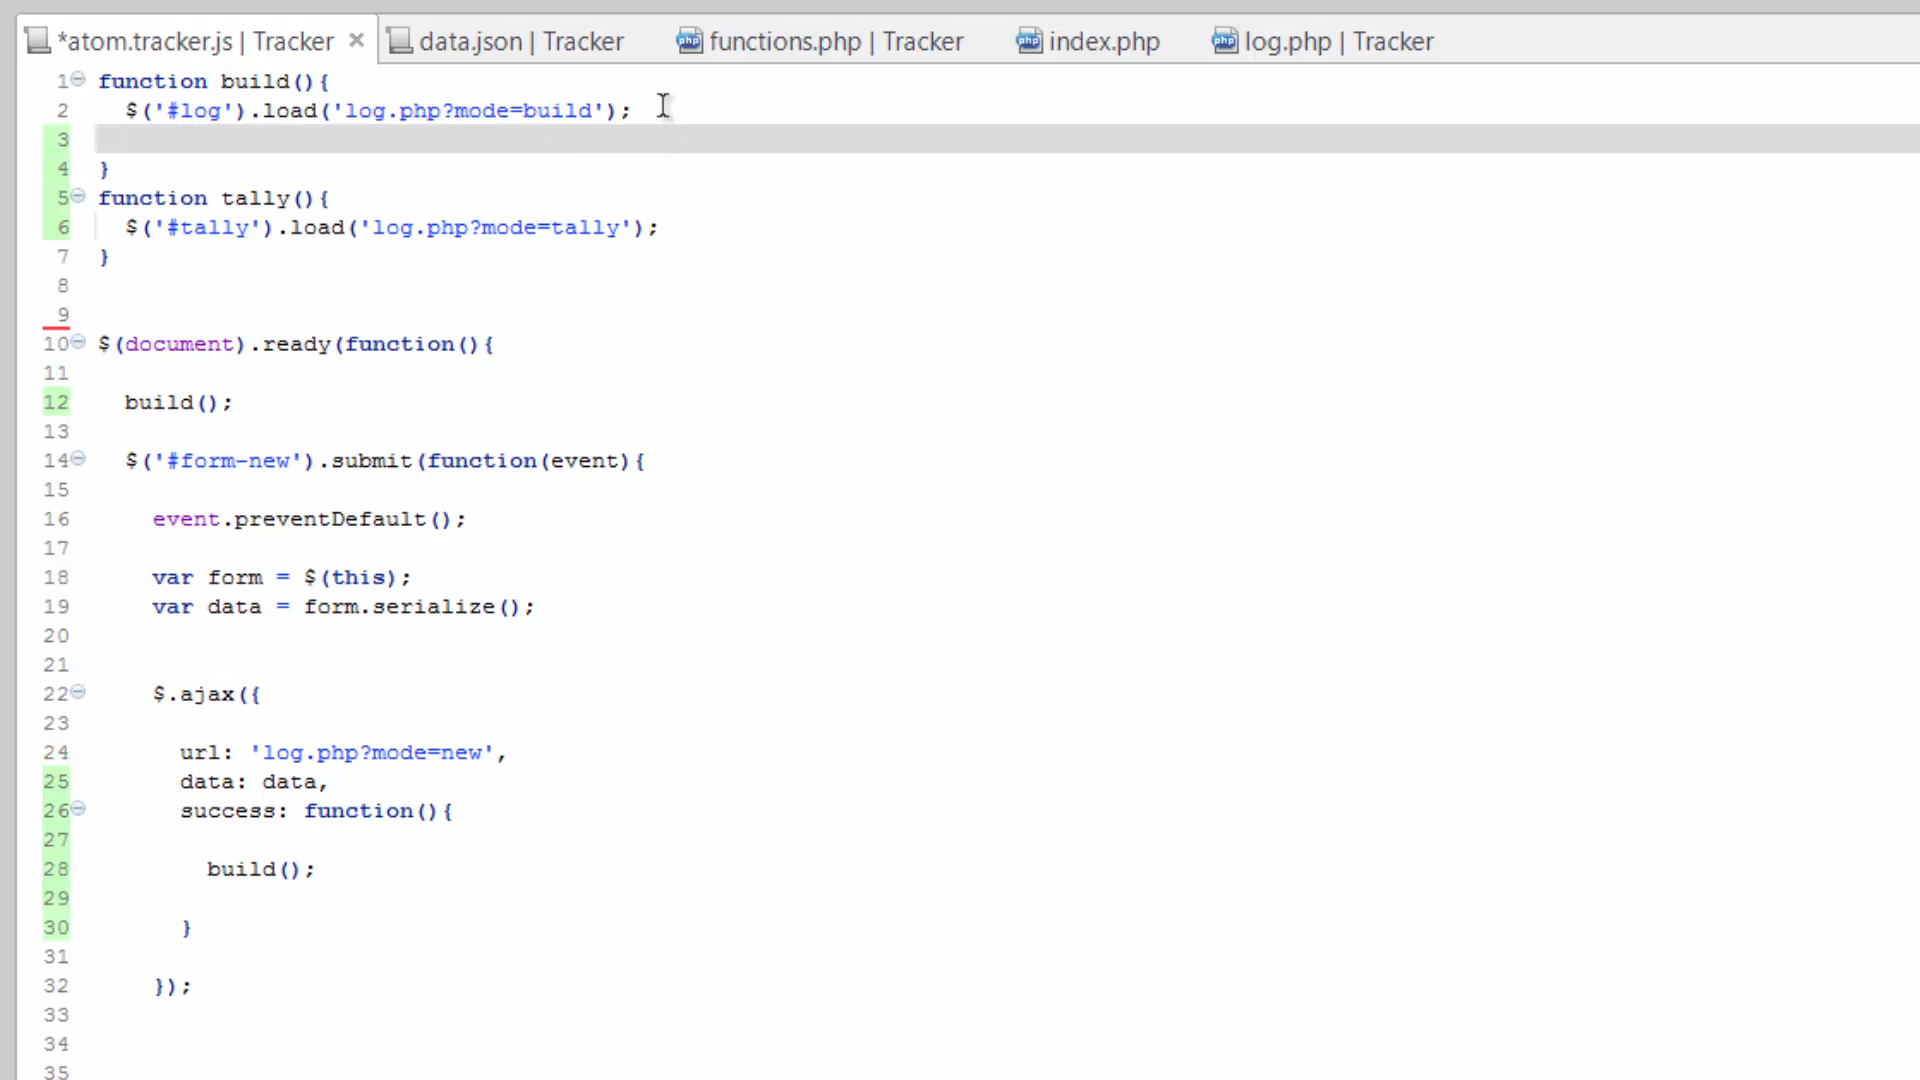 *atom.tracker.js | Tracker
data.json | Tracker
functions.php | Tracker
index.php
log.php | Tracker
1 function build(){
2 $('#log').load('log.php?mode=build');
3
4 }
5 function tally(){
6 $('#tally').load('log.php?mode=tally');
7 }
8
9
10 $(document).ready(function(){
11
12 build();
13
14 $('#form-new').submit(function(event){
15
16 event.preventDefault();
17
18 var form = $(this);
19 var data = form.serialize();
20
21
22 $.ajax({
23
24 url: 'log.php?mode=new',
25 data: data,
26 success: function(){
27
28 build();
29
30 }
31
32 });
33
34
35